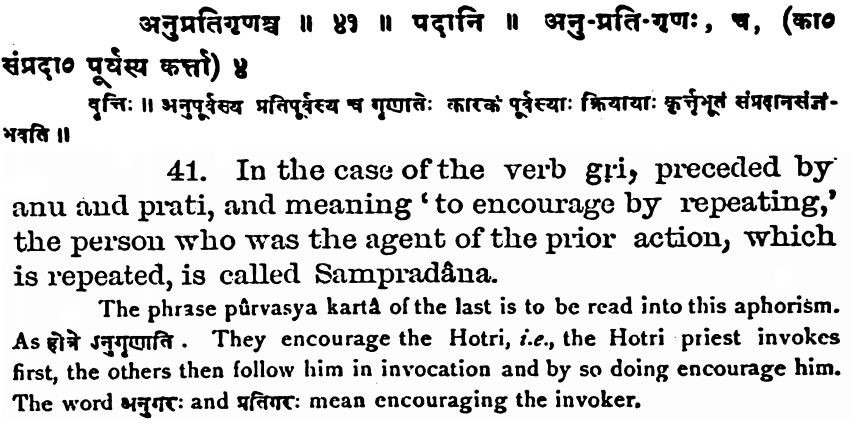 अनुप्रतिगृणश्च ॥ ४१ ॥ पदानि ॥ अनु-प्रति-गृणः, च, (का०
संप्रदा० पूर्वस्य कर्त्ता) ४
वृत्तिः ॥ अनुपूर्वस्य प्रतिपूर्वस्य च गृणातेः कारकं पूर्वस्याः क्रियायाः कर्त्तृभूतं संप्रदानसंज्ञं-
भवति ॥
41. In the case of the verb gṛi, preceded by
anu and prati, and meaning ‘to encourage by repeating,’
the person who was the agent of the prior action, which
is repeated, is called Sampradâna.
The phrase pûrvasya kartâ of the last is to be read into this aphorism.
As होत्रे ऽनुगृणाति . They encourage the Hotri, i.e., the Hotri priest invokes
first, the others then follow him in invocation and by so doing encourage him.
The word अनुगरः and प्रतिगरः mean encouraging the invoker.